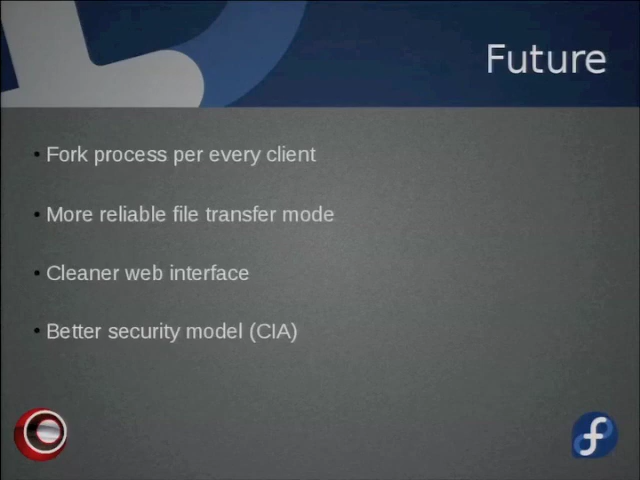 Future
• Fork process per every client
• More reliable file transfer mode
• Cleaner web interface
• Better security model (CIA)